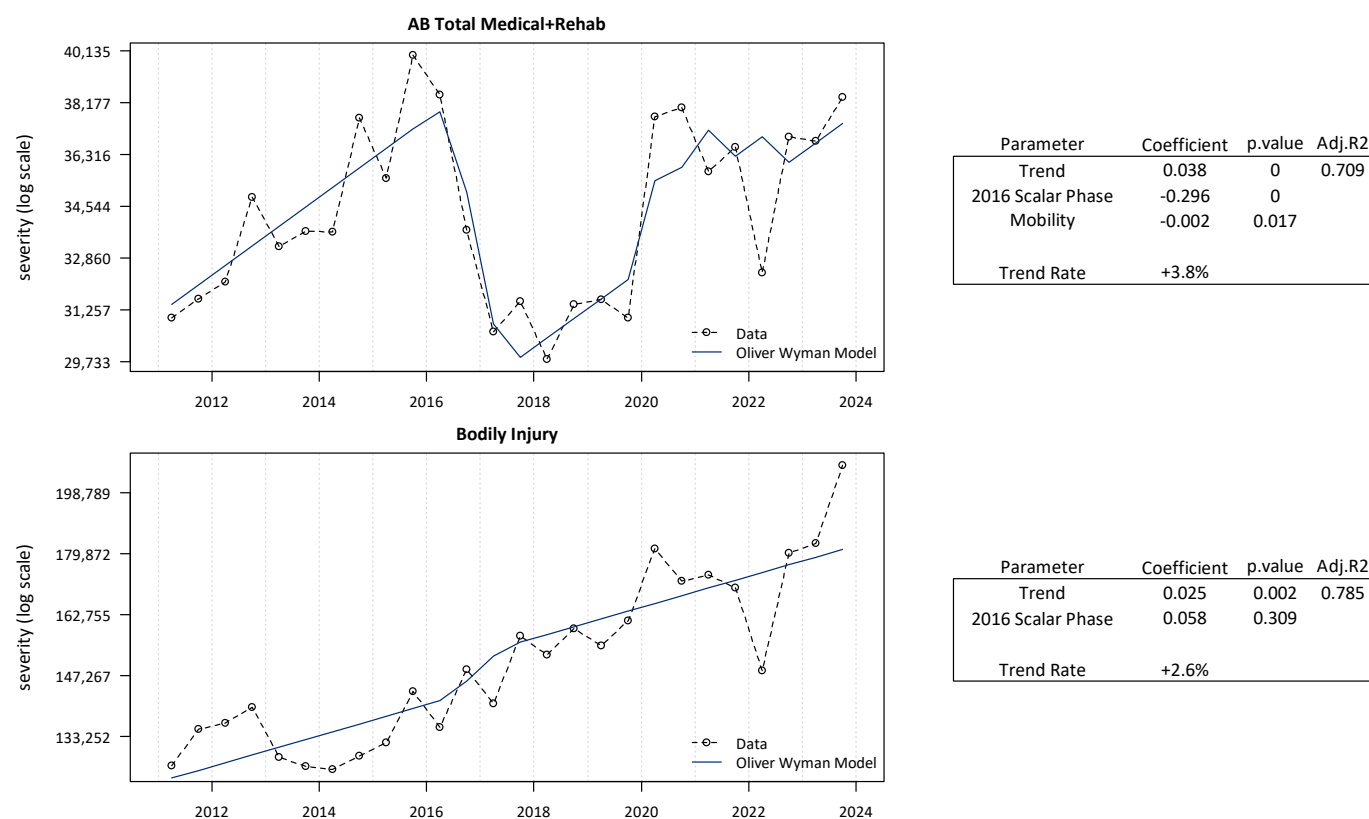 AB Total Medical+Rehab
severity (log scale)
40,135
38,177
36,316
34,544
32,860
31,257
29,733
Data
Oliver Wyman Model
2012 2014 2016 2018 2020 2022 2024
Parameter Coefficient p.value Adj.R2
Trend 0.038 0 0.709
2016 Scalar Phase -0.296 0
Mobility -0.002 0.017
Trend Rate +3.8%
Bodily Injury
severity (log scale)
198,789
179,872
162,755
147,267
133,252
Data
Oliver Wyman Model
2012 2014 2016 2018 2020 2022 2024
Parameter Coefficient p.value Adj.R2
Trend 0.025 0.002 0.785
2016 Scalar Phase 0.058 0.309
Trend Rate +2.6%